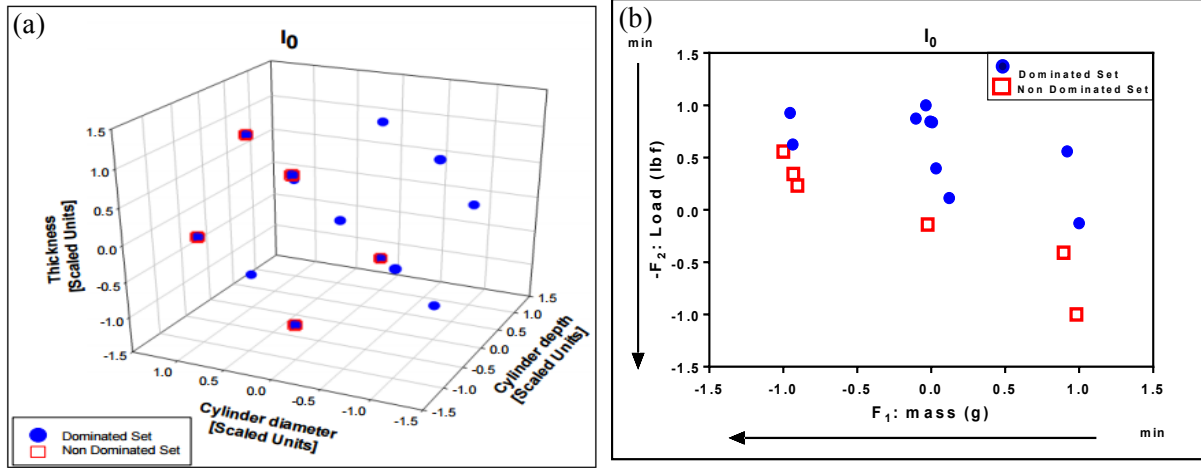 (a)
I0
1.5
1.0
0.5
0.0
-0.5
-1.0
-1.5
Thickness
[Scaled Units]
1.0
0.5
0.0
-0.5
-1.0
-1.5
Cylinder diameter
[Scaled Units]
1.5
1.0
0.5
0.0
-0.5
-1.0
-1.5
Cylinder depth
[Scaled Units]
Dominated Set
Non Dominated Set
(b)
min
I0
Dominated Set
Non Dominated Set
1.5
1.0
0.5
0.0
-0.5
-1.0
-1.5
-F2: Load (lbf)
-1.5 -1.0 -0.5 0.0 0.5 1.0 1.5
F1: mass (g)
min